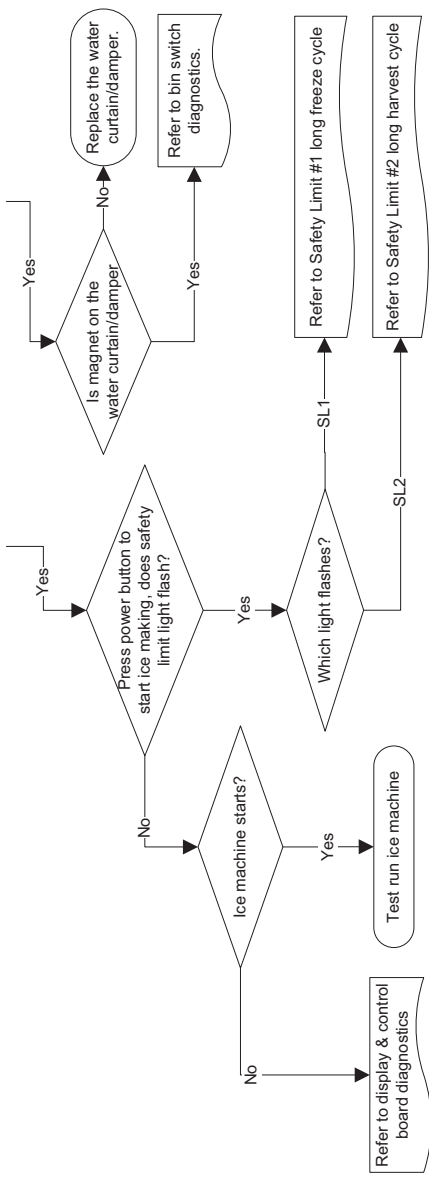 Yes
Press power button to
start ice making, does safety
limit light flash?
No
Ice machine starts?
No
Refer to display & control
board diagnostics
Yes
Test run ice machine
Yes
Which light flashes?
SL1
Refer to Safety Limit #1 long freeze cycle
SL2
Refer to Safety Limit #2 long harvest cycle
Yes
Is magnet on the
water curtain/damper
No
Replace the water
curtain/damper.
Yes
Refer to bin switch
diagnostics.